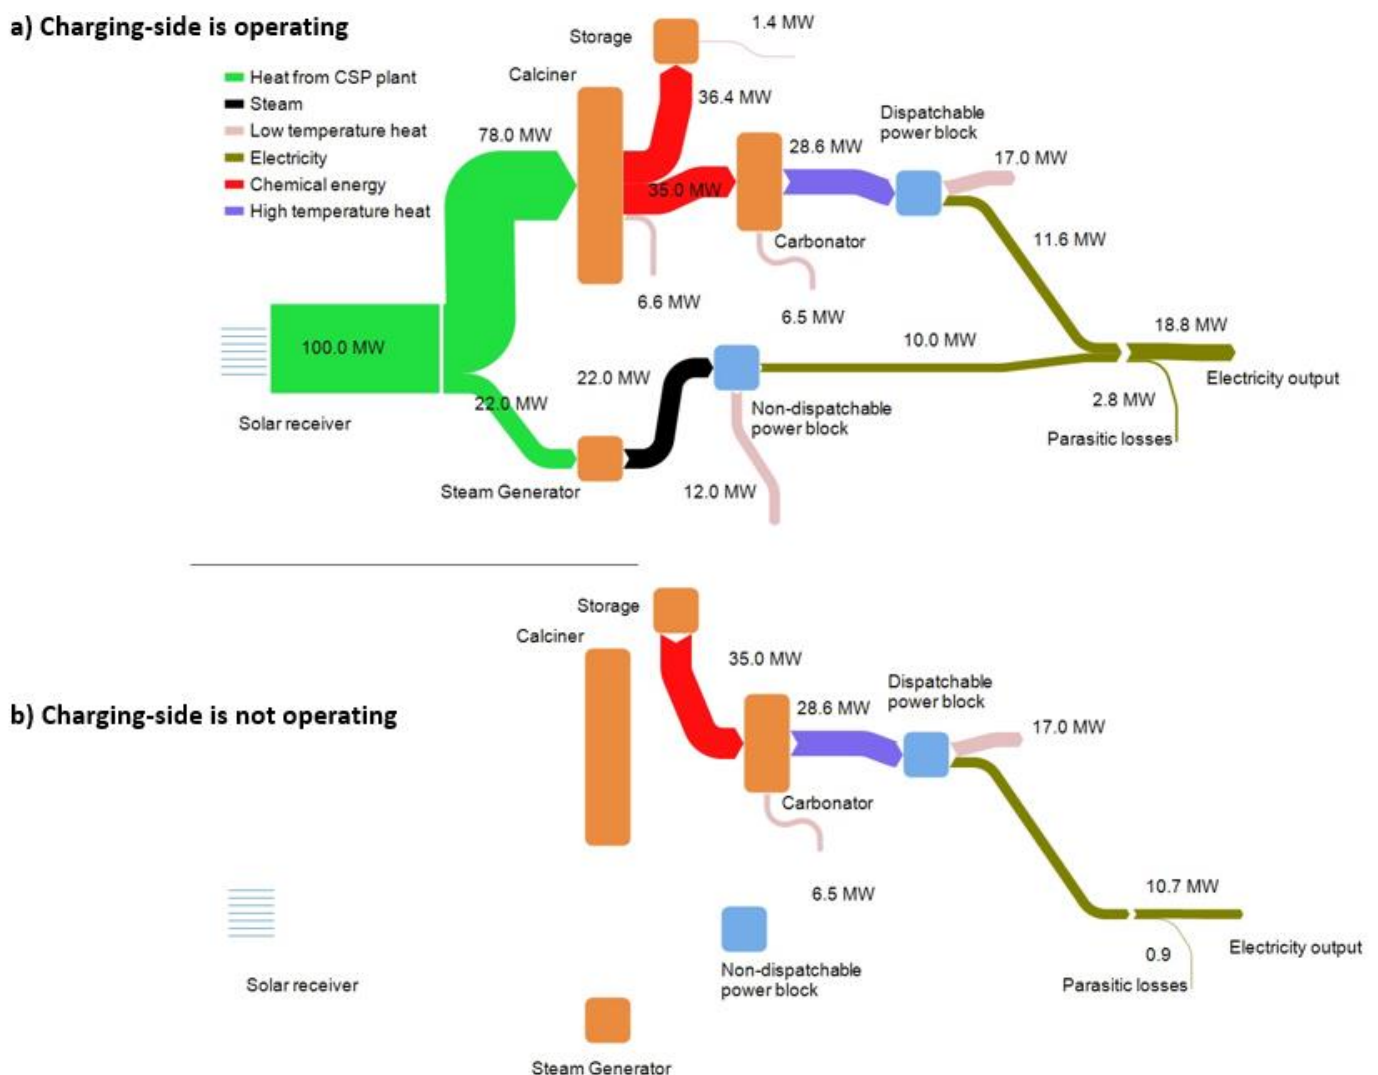 a) Charging-side is operating
Storage
1.4 MW
Calciner
Heat from CSP plant
Steam
Low temperature heat
Electricity
Chemical energy
High temperature heat
78.0 MW
36.4 MW
Dispatchable
power block
28.6 MW
17.0 MW
35.0 MW
Carbonator
11.6 MW
6.6 MW
6.5 MW
100.0 MW
10.0 MW
18.8 MW
22.0 MW
22.0 MW
Electricity output
2.8 MW
Solar receiver
Non-dispatchable
power block
Parasitic losses
Steam Generator
12.0 MW
Storage
Calciner
35.0 MW
Dispatchable
power block
b) Charging-side is not operating
28.6 MW
17.0 MW
Carbonator
6.5 MW
10.7 MW
0.9
Electricity output
Solar receiver
Non-dispatchable
power block
Parasitic losses
Steam Generator